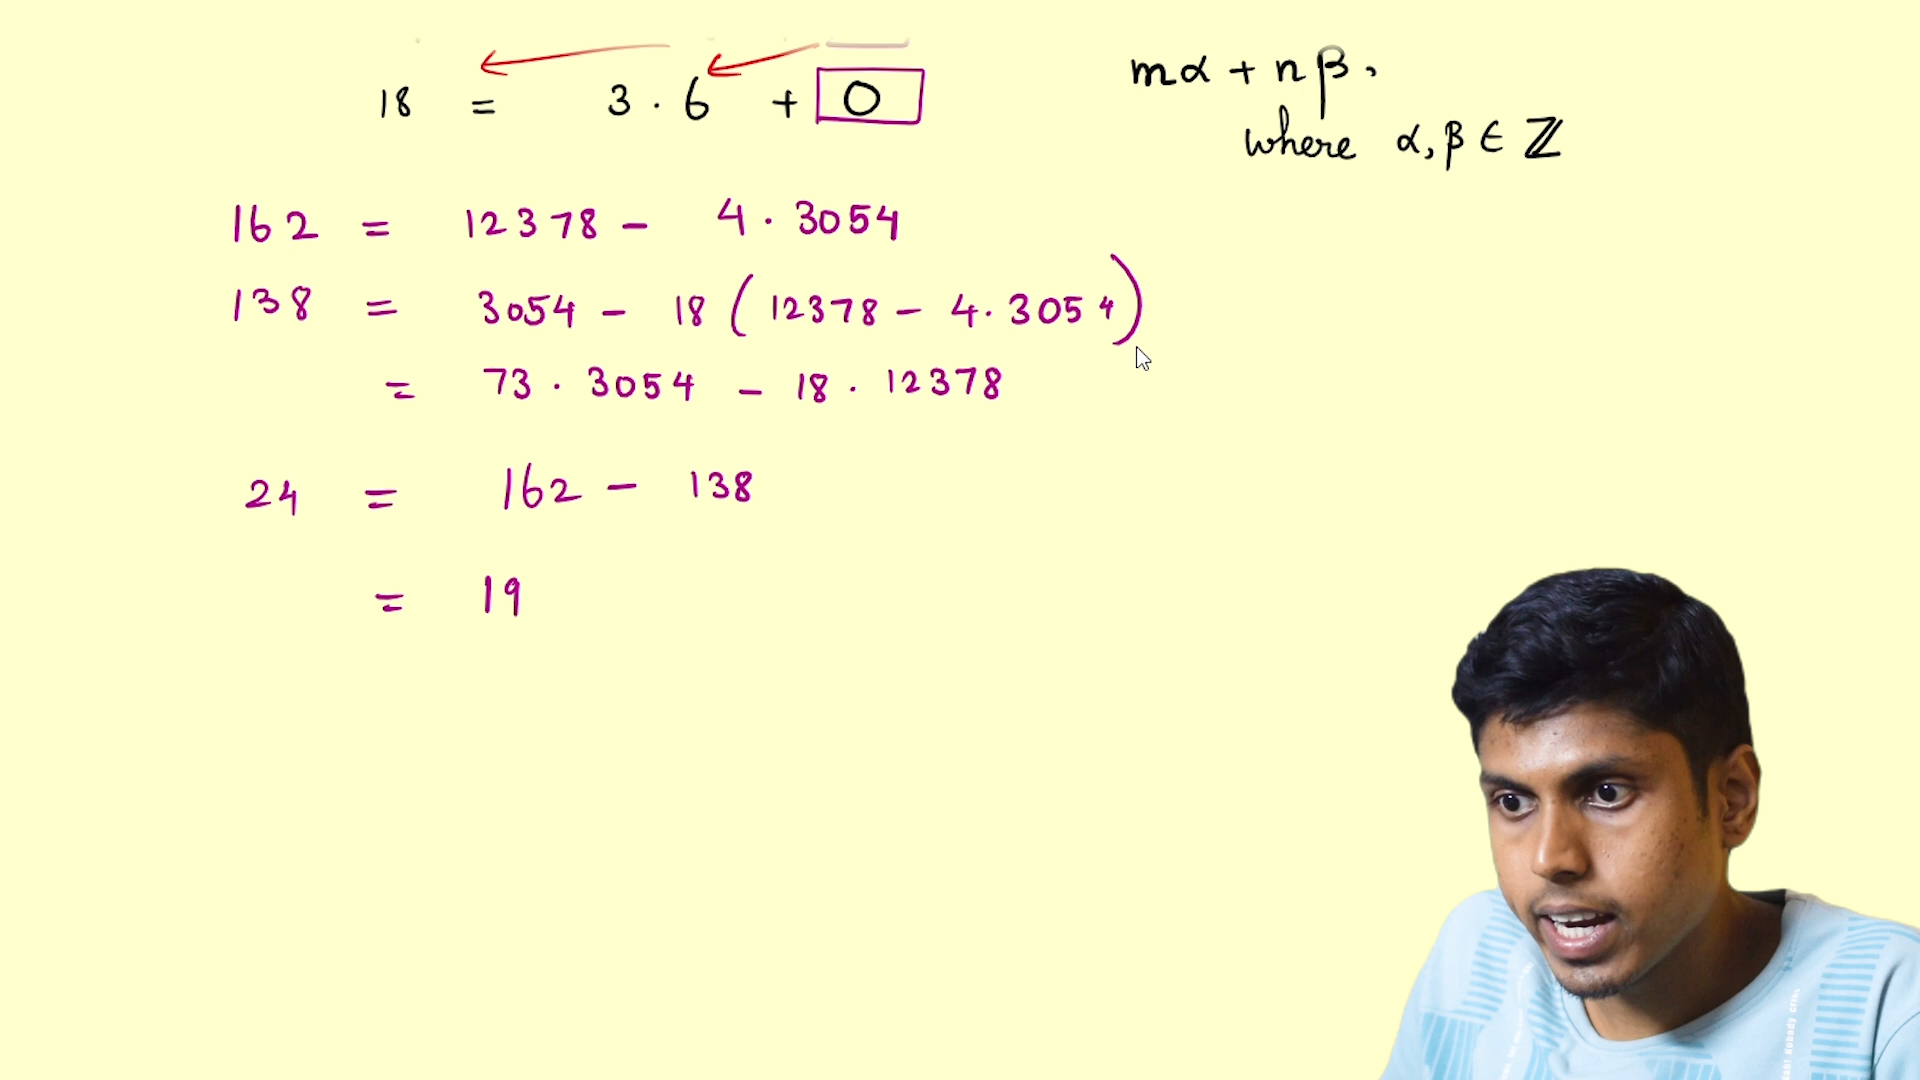 18 = 3 . 6 + 0
mα + nβ,
where α, β ∈ ℤ
162 = 12378 - 4 . 3054
138 = 3054 - 18 ( 12378 - 4. 3054 )
= 73 . 3054 - 18 . 12378
24 = 162 - 138
= 19